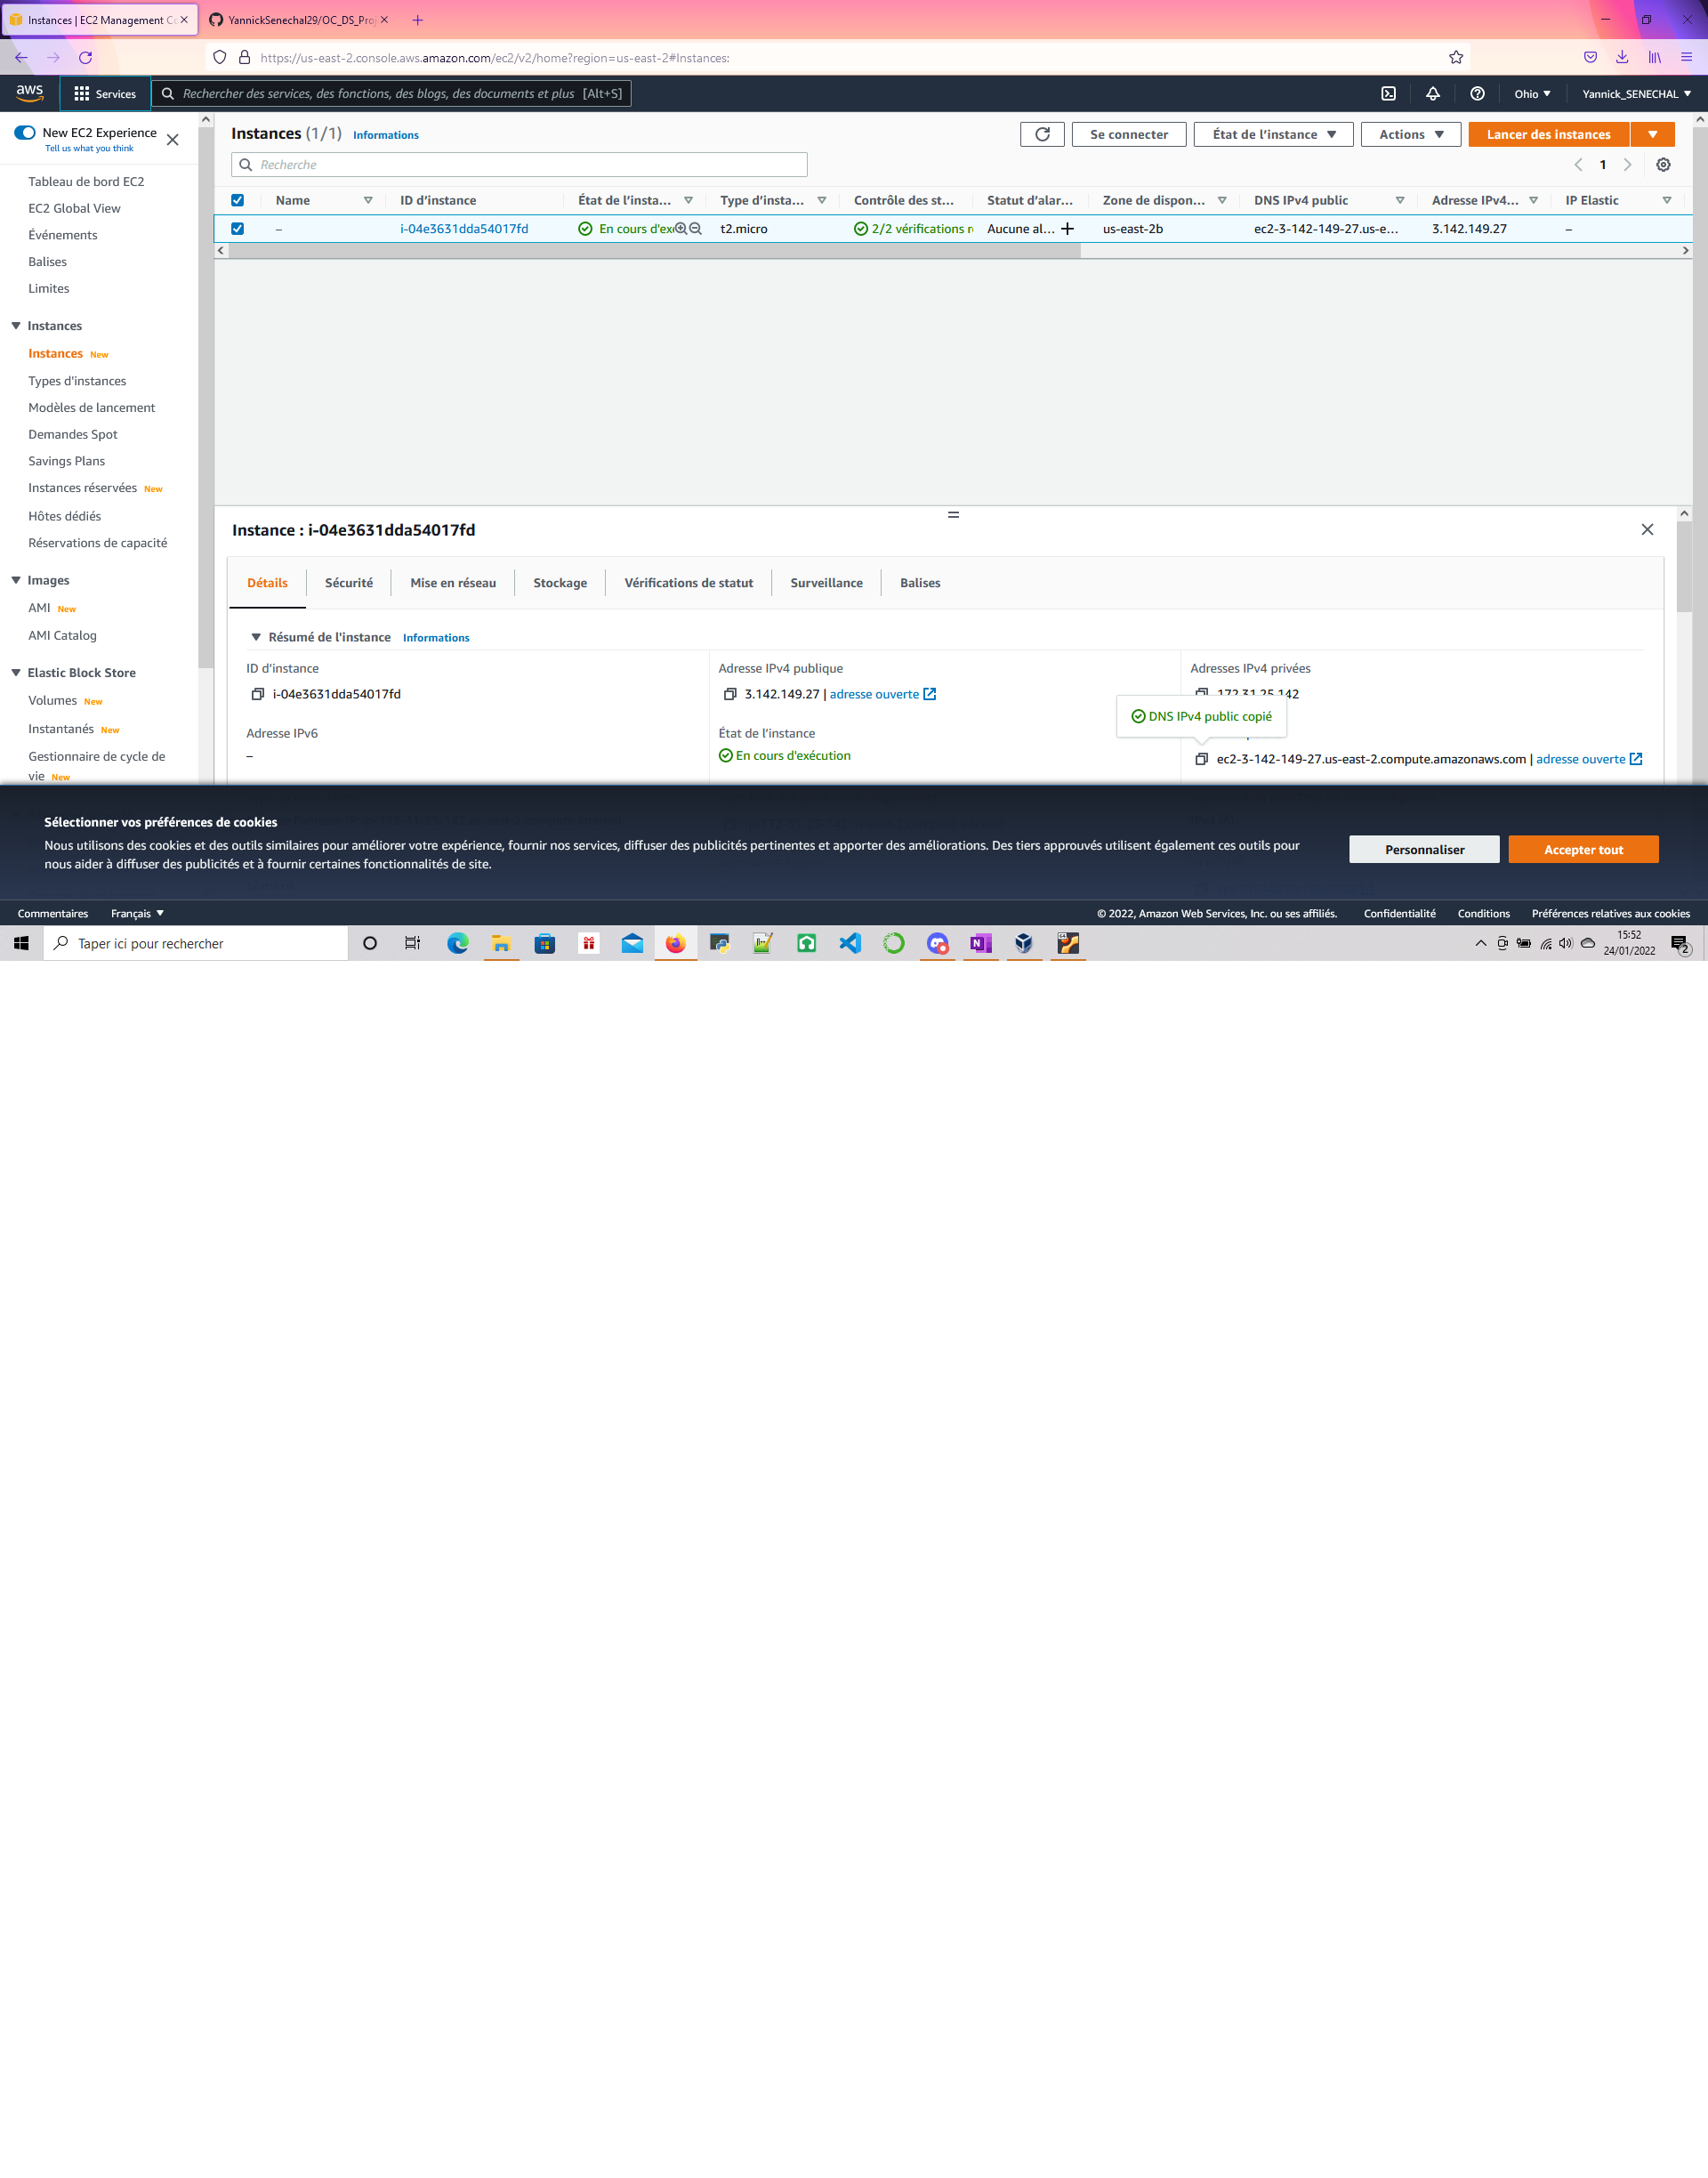 Instances | EC2 Management Co
YannickSenechal29/OC_DS_Proj
https://us-east-2.console.aws.amazon.com/ec2/v2/home?region=us-east-2#Instances:
aws
Services
Rechercher des services, des fonctions, des blogs, des documents et plus [Alt+S]
Ohio
Yannick_SENECHAL
New EC2 Experience
Tell us what you think
Tableau de bord EC2
EC2 Global View
Événements
Balises
Limites
Instances
Instances New
Types d'instances
Modèles de lancement
Demandes Spot
Savings Plans
Instances réservées New
Hôtes dédiés
Réservations de capacité
Images
AMI New
AMI Catalog
Elastic Block Store
Volumes New
Instantanés New
Gestionnaire de cycle de
vie New
Instances (1/1) Informations
Se connecter
État de l’instance
Actions
Lancer des instances
Recherche
1
Name ID d’instance État de l’insta... Type d’insta... Contrôle des st... Statut d’alar... Zone de dispon... DNS IPv4 public Adresse IPv4... IP Elastic
– i-04e3631dda54017fd En cours d'ex t2.micro 2/2 vérifications r Aucune al... us-east-2b ec2-3-142-149-27.us-e... 3.142.149.27 –
Instance : i-04e3631dda54017fd
Détails Sécurité Mise en réseau Stockage Vérifications de statut Surveillance Balises
Résumé de l'instance Informations
ID d’instance
i-04e3631dda54017fd
Adresse IPv4 publique
3.142.149.27 | adresse ouverte
Adresses IPv4 privées
172.31.25.142
DNS IPv4 public copié
Adresse IPv6
–
État de l’instance
En cours d'exécution
ec2-3-142-149-27.us-east-2.compute.amazonaws.com | adresse ouverte
Sélectionner vos préférences de cookies
Nous utilisons des cookies et des outils similaires pour améliorer votre expérience, fournir nos services, diffuser des publicités pertinentes et apporter des améliorations. Des tiers approuvés utilisent également ces outils pour
nous aider à diffuser des publicités et à fournir certaines fonctionnalités de site.
Personnaliser
Accepter tout
Commentaires Français
© 2022, Amazon Web Services, Inc. ou ses affiliés. Confidentialité Conditions Préférences relatives aux cookies
Taper ici pour rechercher
15:52
24/01/2022
2